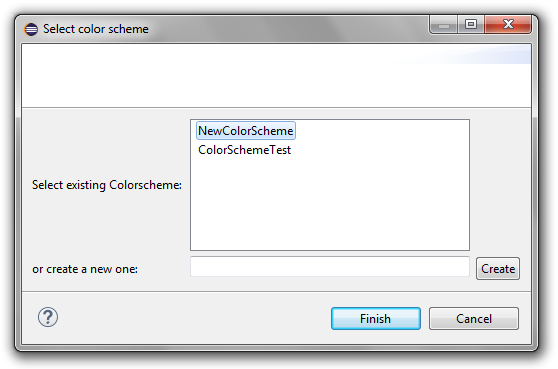 Select color scheme
NewColorScheme
ColorSchemeTest
Select existing Colorscheme:
or create a new one:
Create
?
Finish
Cancel